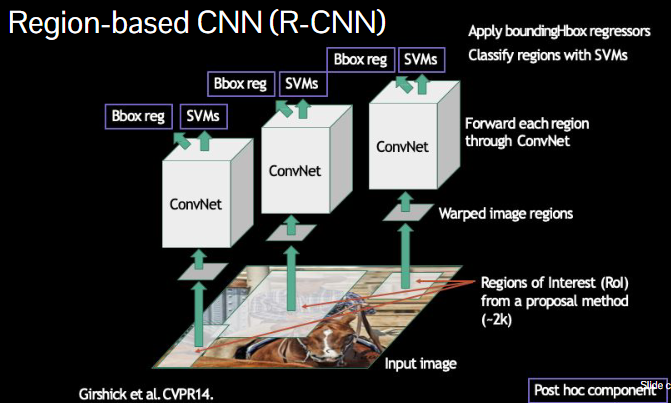 Region-based CNN (R-CNN)
Apply boundingHbox regressors
Classify regions with SVMs
Bbox reg
SVMs
Bbox reg
SVMs
Bbox reg
SVMs
ConvNet
ConvNet
ConvNet
Forward each region
through ConvNet
Warped image regions
Regions of Interest (RoI)
from a proposal method
(~2k)
Input image
Girshick et al. CVPR14.
Post hoc component
Slide c